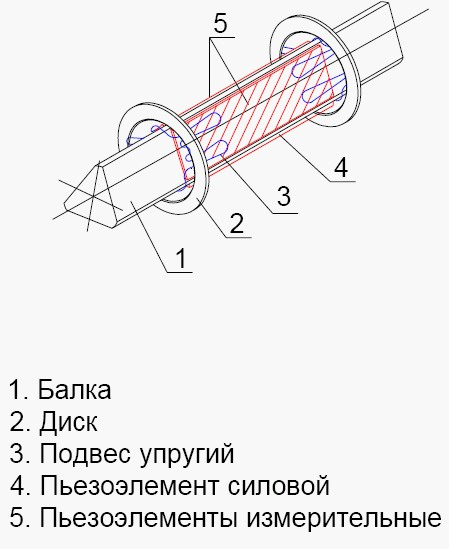 5
4
3
2
1
1. Балка
2. Диск
3. Подвес упругий
4. Пьезоэлемент силовой
5. Пьезоэлементы измерительные